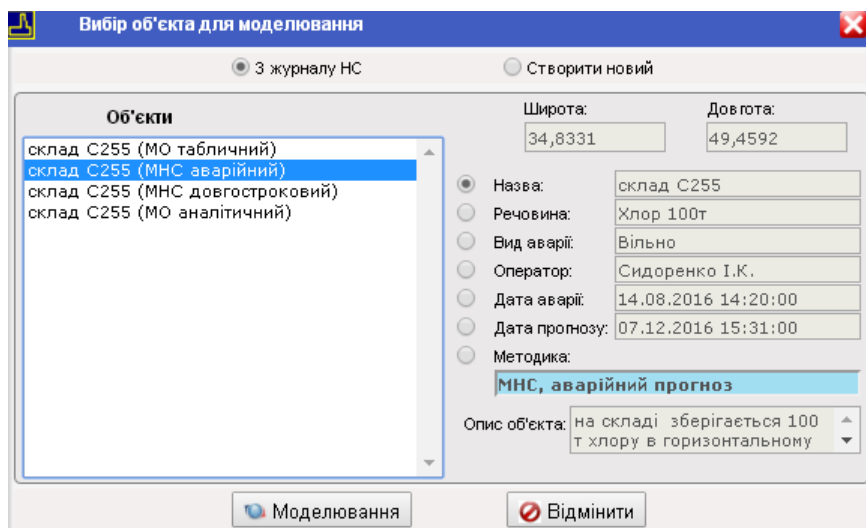 Вибір об'єкта для моделювання
З журналу НС
Створити новий
Об'єкти
склад С255 (МО табличний)
склад С255 (МНС аварійний)
склад С255 (МНС довгостроковий)
склад С255 (МО аналітичний)
Широта: Довгота:
34,8331 49,4592
Назва: склад С255
Речовина: Хлор 100т
Вид аварії: Вільно
Оператор: Сидоренко І.К.
Дата аварії: 14.08.2016 14:20:00
Дата прогнозу: 07.12.2016 15:31:00
Методика:
МНС, аварійний прогноз
Опис об'єкта: на складі зберігається 100
т хлору в горизонтальному
Моделювання
Відмінити